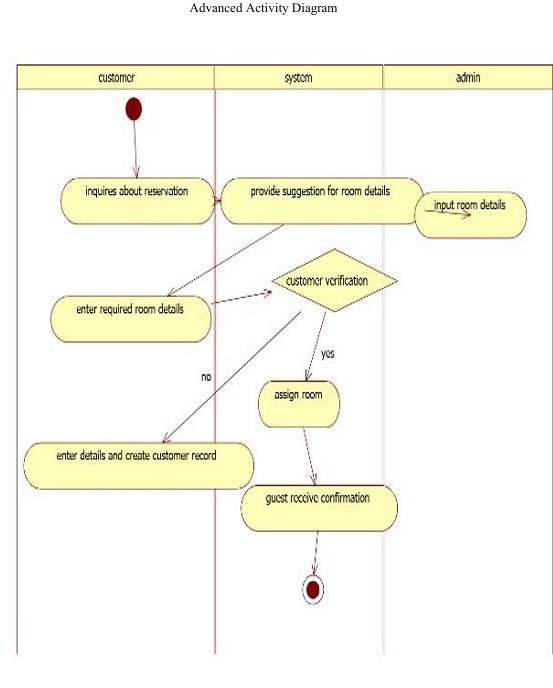 Advanced Activity Diagram
customer
system
admin
inquires about reservation
provide suggestion for room details
input room details
customer verification
enter required room details
yes
no
assign room
enter details and create customer record
guest receive confirmation